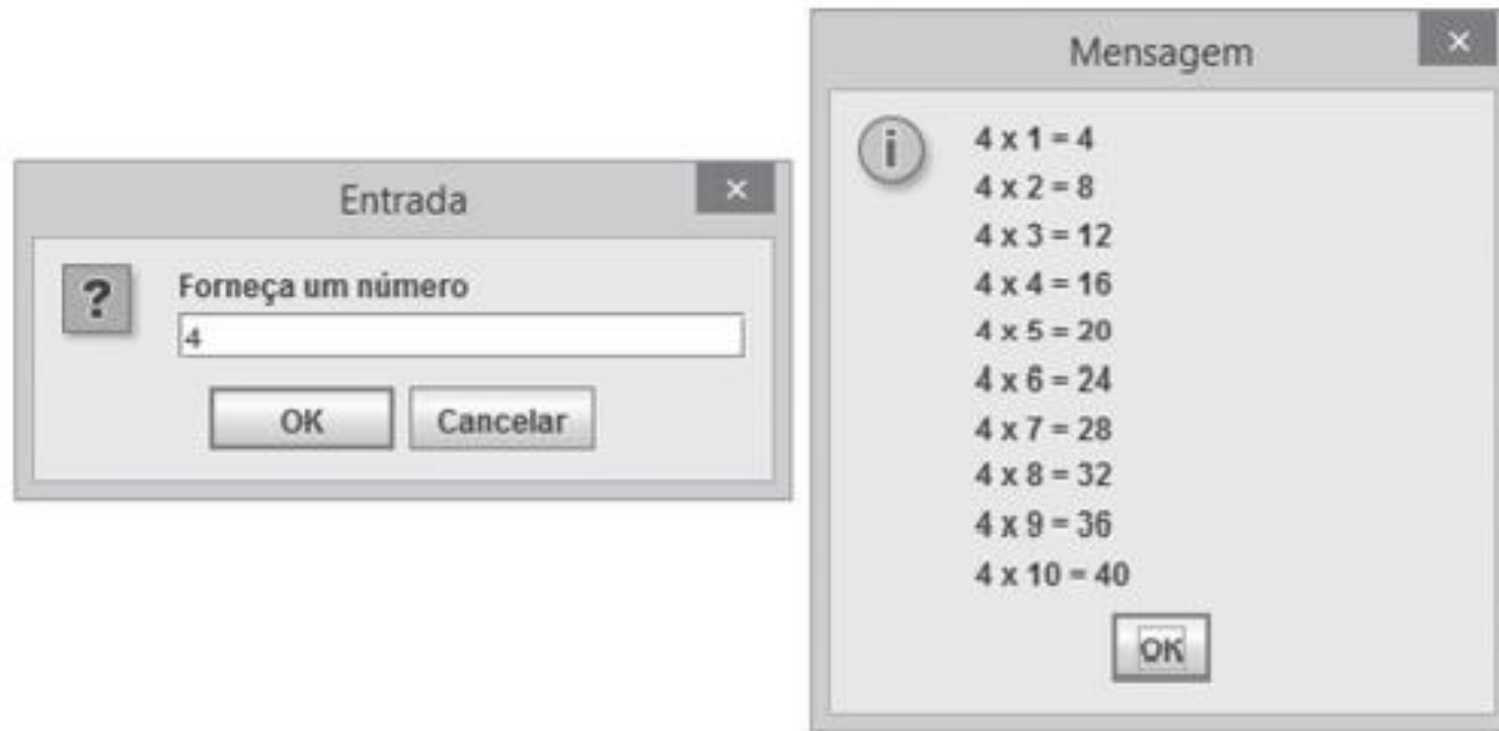 Entrada
×
?
Forneça um número
4
OK
Cancelar
Mensagem
×
i
4 x 1 = 4
4 x 2 = 8
4 x 3 = 12
4 x 4 = 16
4 x 5 = 20
4 x 6 = 24
4 x 7 = 28
4 x 8 = 32
4 x 9 = 36
4 x 10 = 40
OK